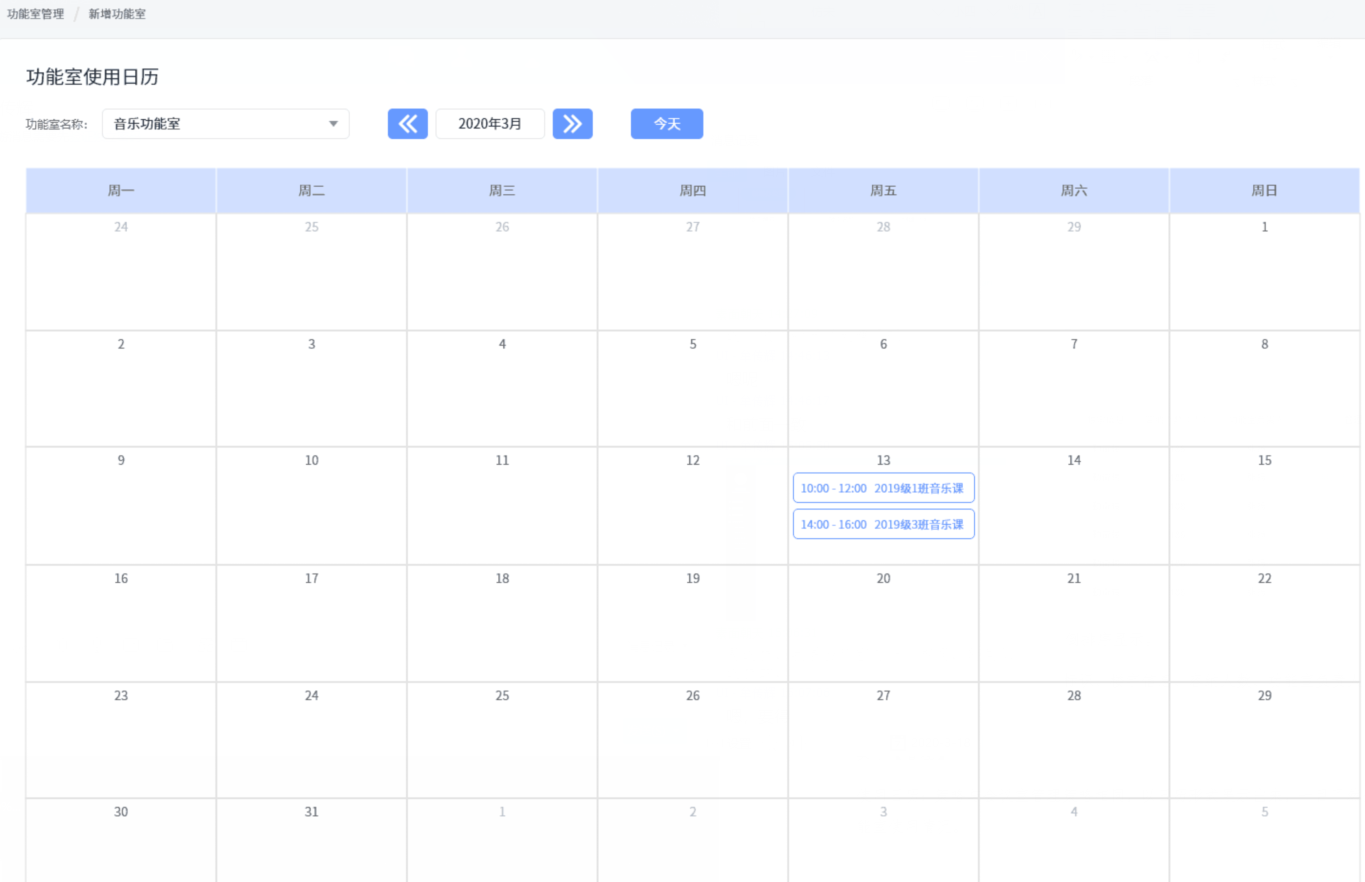 功能室管理 / 新增功能室
功能室使用日历
功能室名称: 音乐功能室 2020年3月 今天
周一 周二 周三 周四 周五 周六 周日
24 25 26 27 28 29 1
2 3 4 5 6 7 8
9 10 11 12 13 14 15
10:00 - 12:00 2019级1班音乐课
14:00 - 16:00 2019级3班音乐课
16 17 18 19 20 21 22
23 24 25 26 27 28 29
30 31 1 2 3 4 5